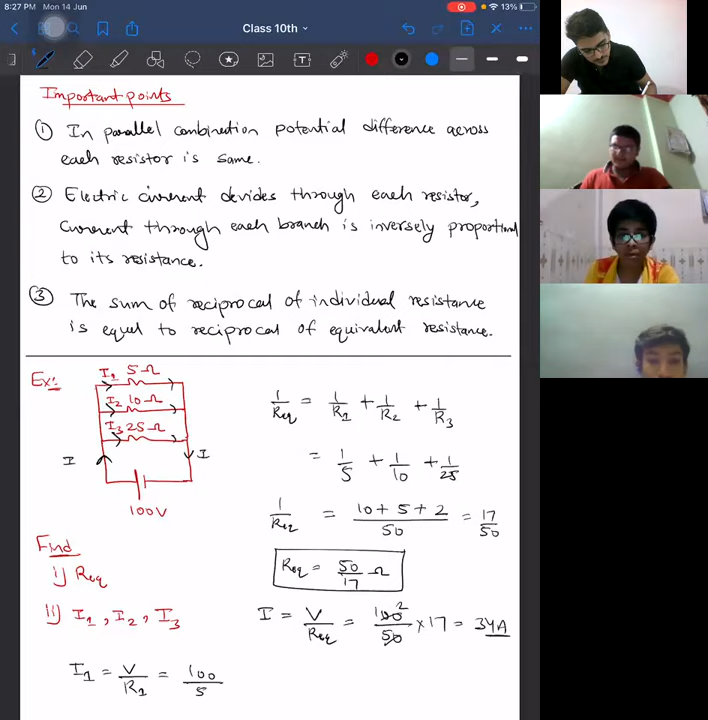 8:27 PM Mon 14 Jun
13%
Class 10th
Important points
① In parallel combination potential difference across
each resistor is same.
② Electric current devides through each resistor,
current through each branch is inversely proportional
to its resistance.
③ The sum of reciprocal of individual resistance
is equal to reciprocal of equivalent resistance.
Ex:
I1 5Ω
I2 10Ω
I3 25Ω
I I
100V
1/Req = 1/R1 + 1/R2 + 1/R3
= 1/5 + 1/10 + 1/25
1/Req = 10+5+2/50 = 17/50
Req = 50/17 Ω
Find
i) Req
ii) I1, I2, I3
I = V/Req = 100 2/50 × 17 = 34A
I1 = V/R1 = 100/5